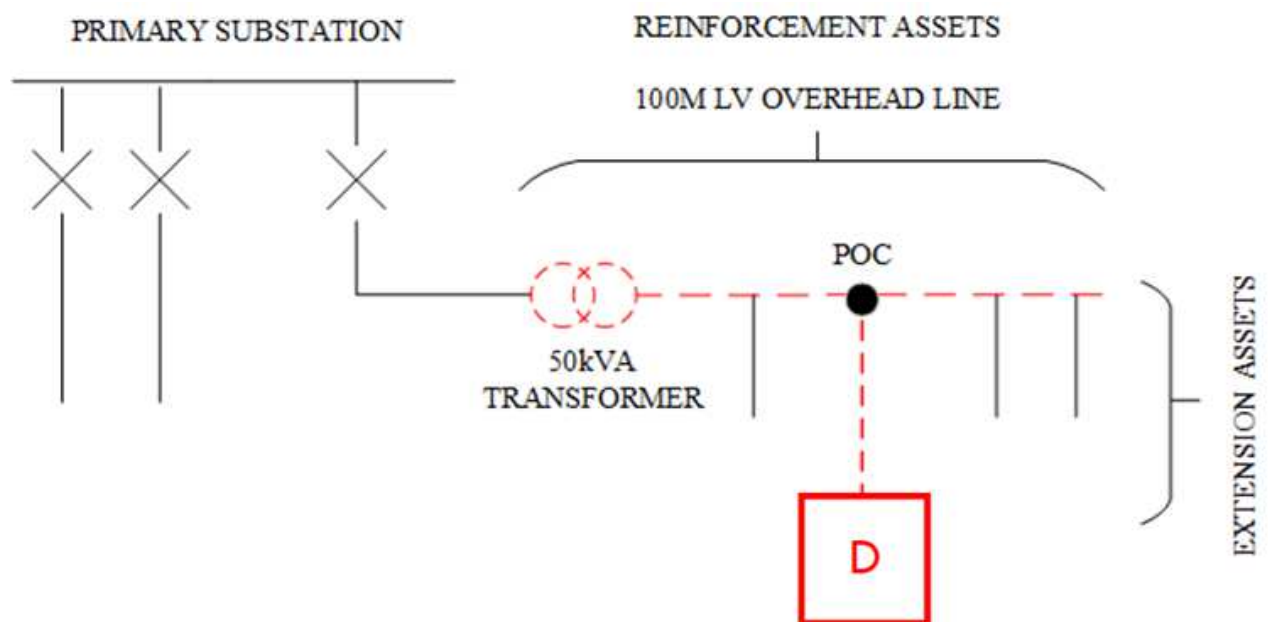 PRIMARY SUBSTATION
REINFORCEMENT ASSETS
100M LV OVERHEAD LINE
POC
50kVA
TRANSFORMER
EXTENSION ASSETS
D